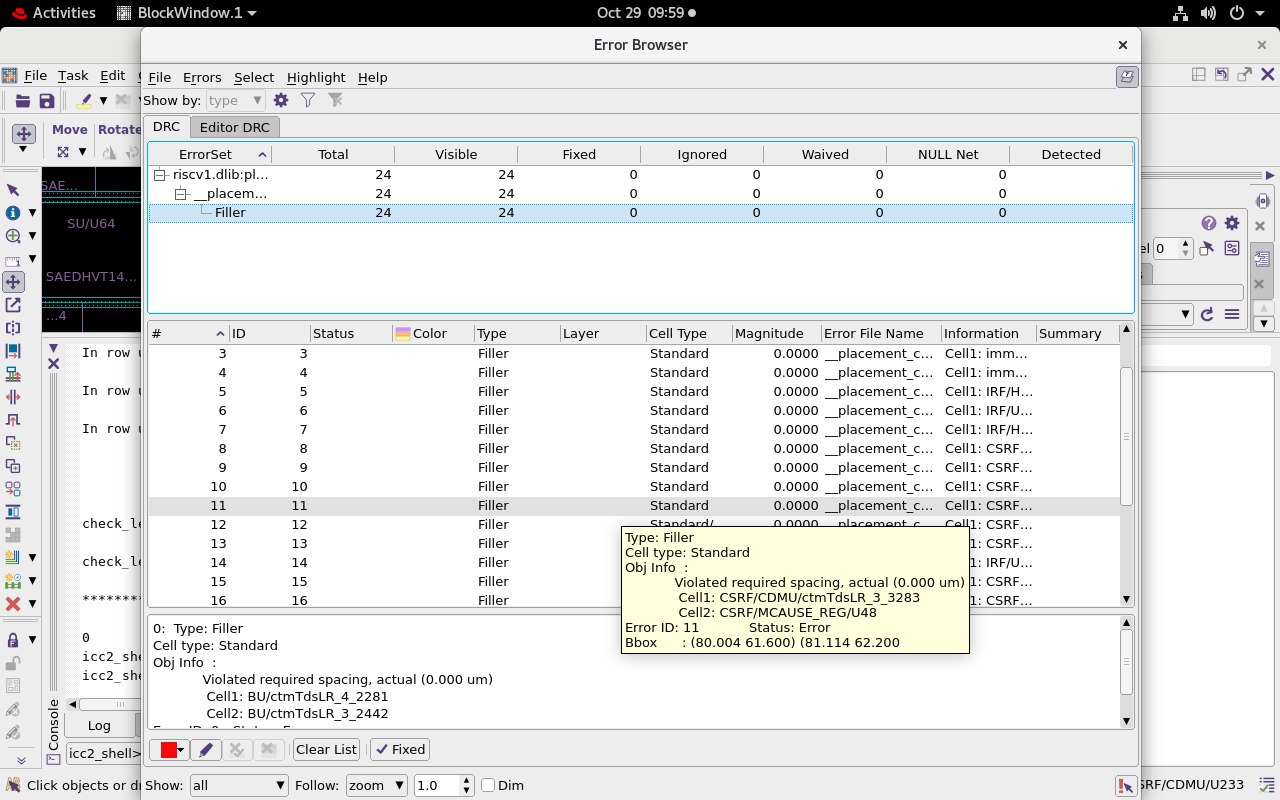 Activities BlockWindow.1 Oct 29 09:59
Error Browser
File Task Edit
File Errors Select Highlight Help
Show by: type
Move Rotate
DRC Editor DRC
ErrorSet Total Visible Fixed Ignored Waived NULL Net Detected
riscv1.dlib:pl... 24 24 0 0 0 0
__placem... 24 24 0 0 0 0
Filler 24 24 0 0 0 0
SAE...
SU/U64
SAEDHVT14...
...4
el 0
# ID Status Color Type Layer Cell Type Magnitude Error File Name Information Summary
3 3 Filler Standard 0.0000 __placement_c... Cell1: imm...
4 4 Filler Standard 0.0000 __placement_c... Cell1: imm...
5 5 Filler Standard 0.0000 __placement_c... Cell1: IRF/H...
6 6 Filler Standard 0.0000 __placement_c... Cell1: IRF/U...
7 7 Filler Standard 0.0000 __placement_c... Cell1: IRF/H...
8 8 Filler Standard 0.0000 __placement_c... Cell1: CSRF...
9 9 Filler Standard 0.0000 __placement_c... Cell1: CSRF...
10 10 Filler Standard 0.0000 __placement_c... Cell1: CSRF...
11 11 Filler Standard 0.0000 __placement_c... Cell1: CSRF...
12 12 Filler Standard/ 0.0000 __placement_c... Cell1: CSRF...
13 13 Filler : CSRF...
14 14 Filler : IRF/U...
15 15 Filler : CSRF...
16 16 Filler : CSRF...
Type: Filler
Cell type: Standard
Obj Info :
Violated required spacing, actual (0.000 um)
Cell1: CSRF/CDMU/ctmTdsLR_3_3283
Cell2: CSRF/MCAUSE_REG/U48
Error ID: 11 Status: Error
Bbox : (80.004 61.600) (81.114 62.200
In row u
In row u
In row u
check_le
check_le
********
0
icc2_she
icc2_she
Console
Log
icc2_shell>
0: Type: Filler
Cell type: Standard
Obj Info :
Violated required spacing, actual (0.000 um)
Cell1: BU/ctmTdsLR_4_2281
Cell2: BU/ctmTdsLR_3_2442
Clear List Fixed
Click objects or dr
Show: all Follow: zoom 1.0 Dim
SRF/CDMU/U233